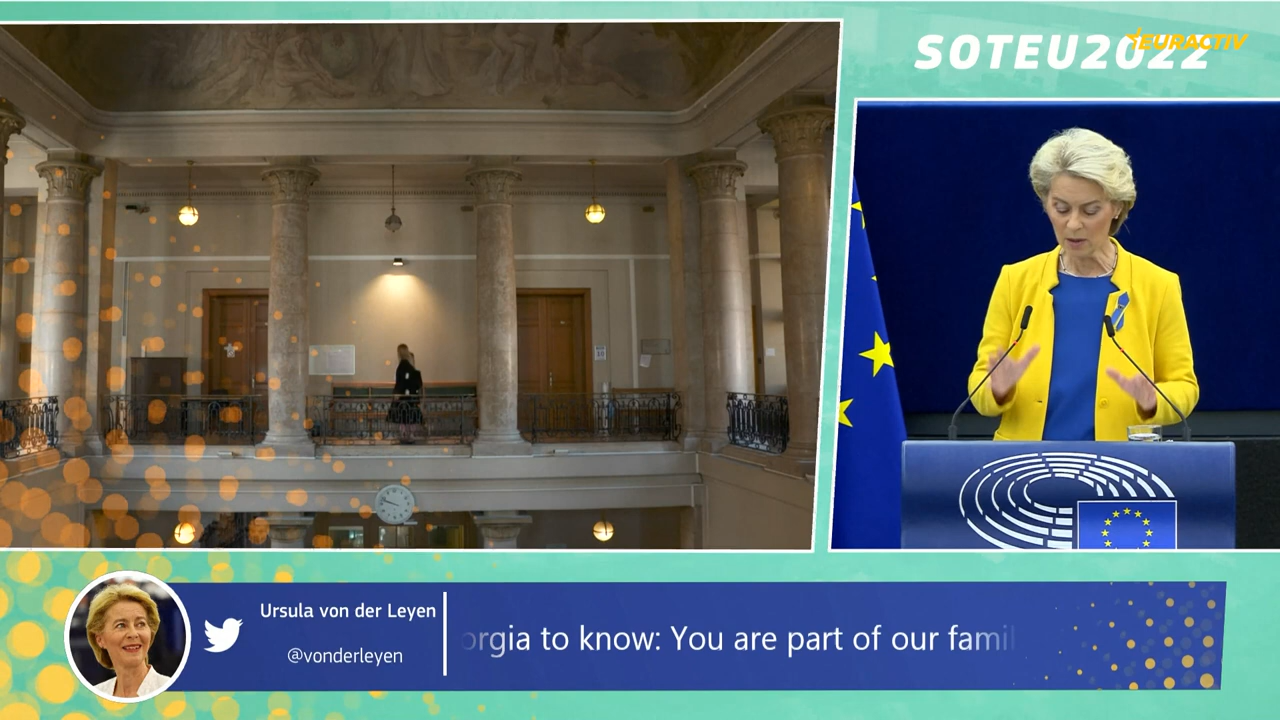 SOTEU2022
EURACTIV
Ursula von der Leyen
@vonderleyen
orgia to know: You are part of our famil